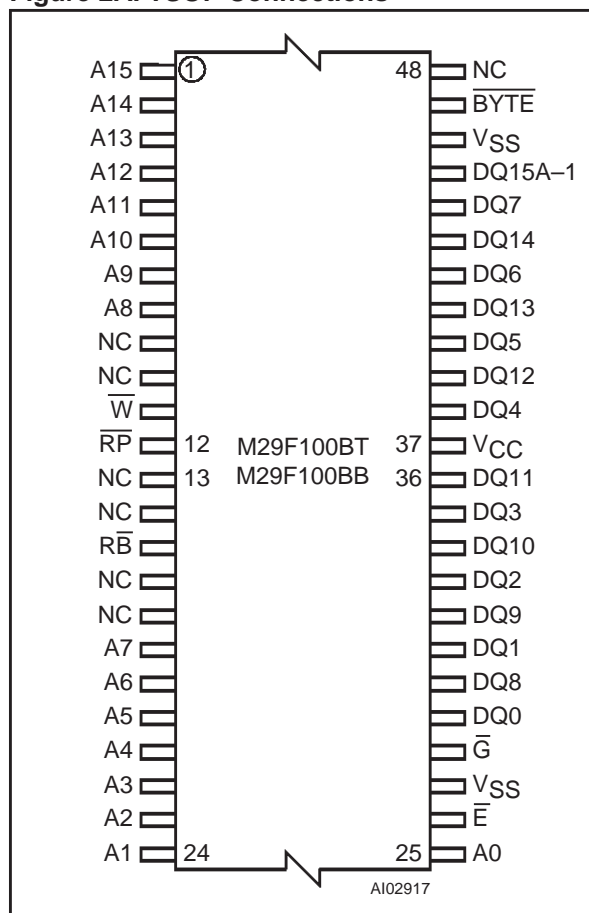 Figure 2A. TSOP Connections
A15 1 48 NC
A14 B̅Y̅T̅E̅
A13 VSS
A12 DQ15A–1
A11 DQ7
A10 DQ14
A9 DQ6
A8 DQ13
NC DQ5
NC DQ12
W̅ DQ4
R̅P̅ 12 M29F100BT 37 VCC
NC 13 M29F100BB 36 DQ11
NC DQ3
RB̅ DQ10
NC DQ2
NC DQ9
A7 DQ1
A6 DQ8
A5 DQ0
A4 G̅
A3 VSS
A2 E̅
A1 24 25 A0
AI02917